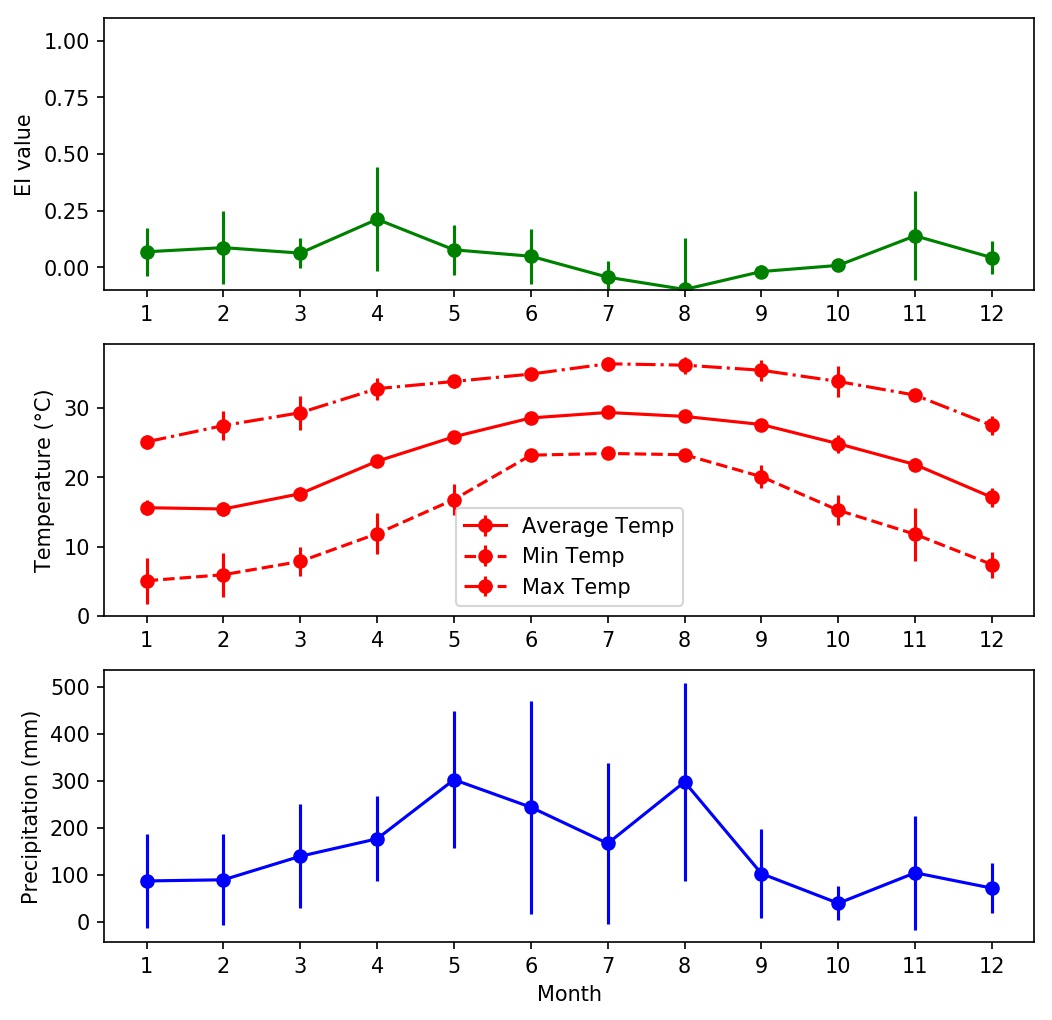 EI value
1.00
0.75
0.50
0.25
0.00
1 2 3 4 5 6 7 8 9 10 11 12
Temperature (°C)
30
20
10
0
Average Temp
Min Temp
Max Temp
1 2 3 4 5 6 7 8 9 10 11 12
Precipitation (mm)
500
400
300
200
100
0
1 2 3 4 5 6 7 8 9 10 11 12
Month